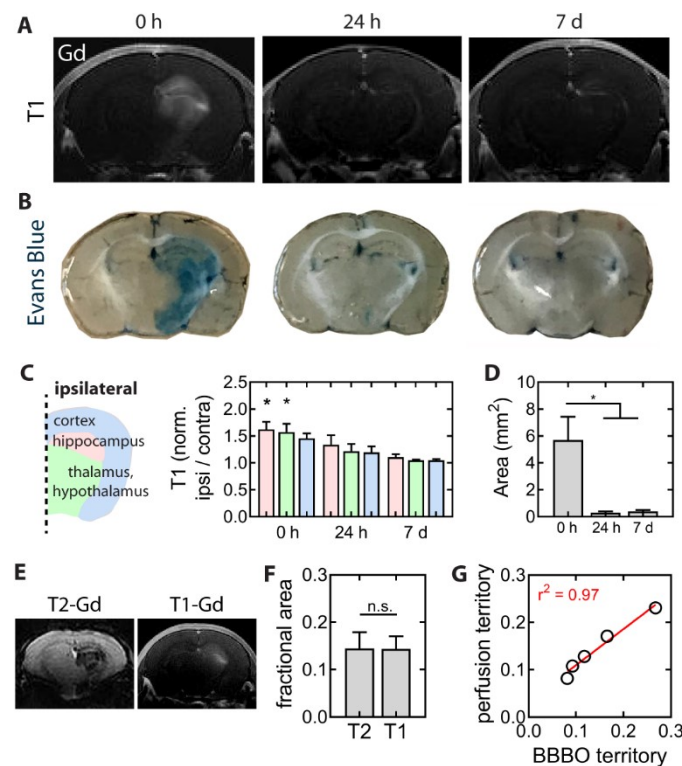 A
0 h
24 h
7 d
Gd
T1
B
Evans Blue
C
ipsilateral
cortex
hippocampus
thalamus,
hypothalamus
T1 (norm.
ipsi / contra)
2.5
2.0
1.5
1.0
0.5
0.0
* *
0 h
24 h
7 d
D
Area (mm²)
10
8
6
4
2
0
*
0 h
24 h
7 d
E
T2-Gd
T1-Gd
F
fractional area
0.3
0.2
0.1
0.0
n.s.
T2
T1
G
perfusion territory
0.3
0.2
0.1
0.0
r² = 0.97
0.0
0.1
0.2
0.3
BBBO territory